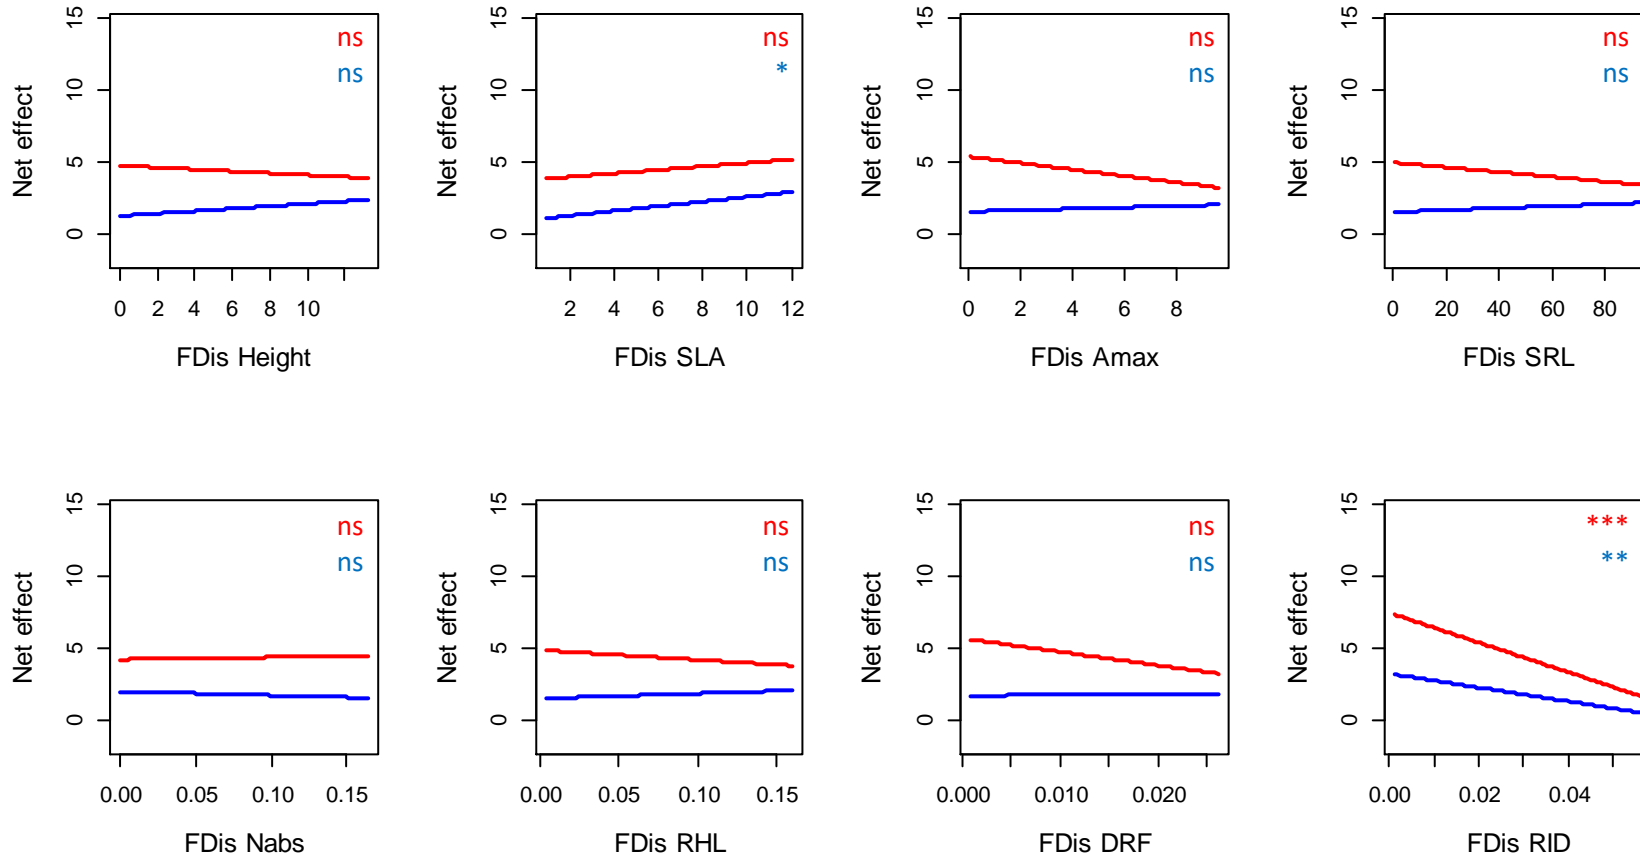 15
10
5
0
Net effect
ns
ns
0 2 4 6 8 10
FDis Height
15
10
5
0
Net effect
ns
*
2 4 6 8 10 12
FDis SLA
15
10
5
0
Net effect
ns
ns
0 2 4 6 8
FDis Amax
15
10
5
0
Net effect
ns
ns
0 20 40 60 80
FDis SRL
15
10
5
0
Net effect
ns
ns
0.00 0.05 0.10 0.15
FDis Nabs
15
10
5
0
Net effect
ns
ns
0.00 0.05 0.10 0.15
FDis RHL
15
10
5
0
Net effect
ns
ns
0.000 0.010 0.020
FDis DRF
15
10
5
0
Net effect
***
**
0.00 0.02 0.04
FDis RID